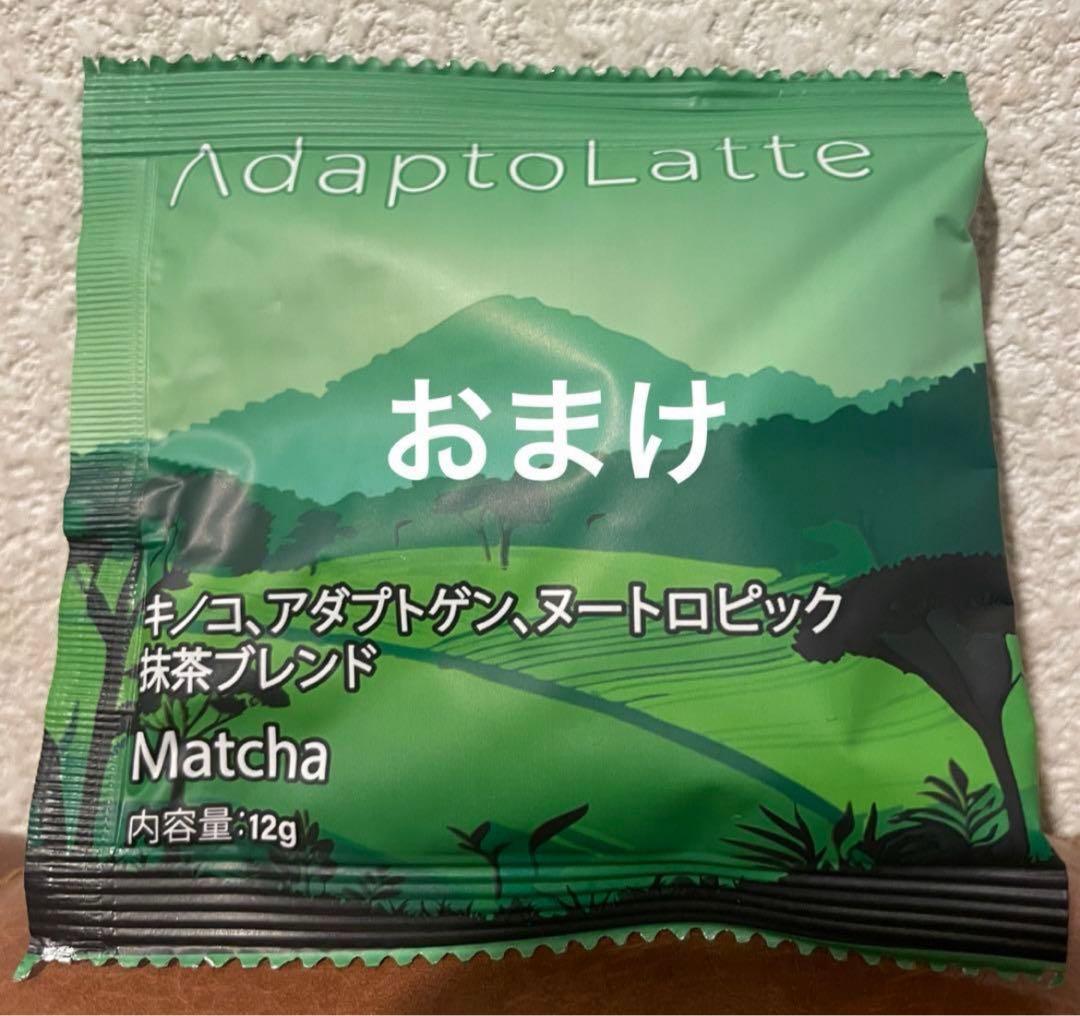 AdaptoLatte
おまけ
キノコ、アダプトゲン、ヌートロピック
抹茶ブレンド
Matcha
内容量：12g